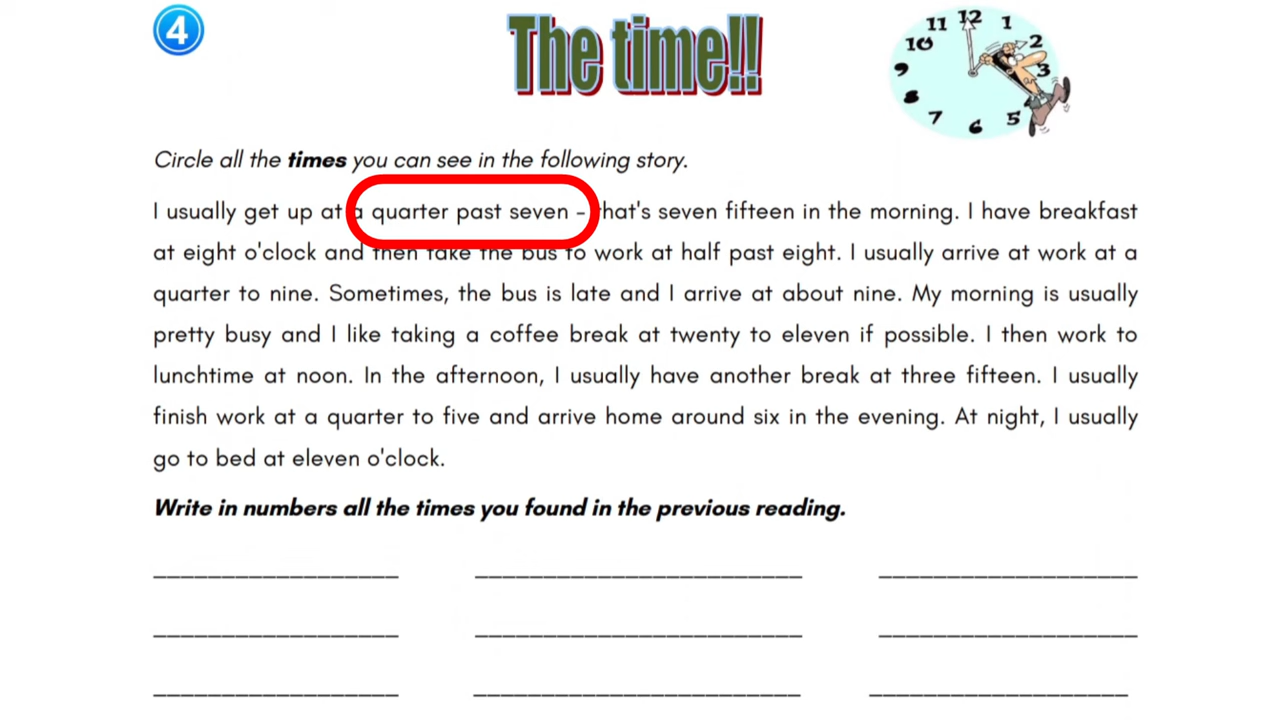 4
The time!!
11 12 1
10 2
9 3
8
7 6 5
Circle all the times you can see in the following story.
I usually get up at a quarter past seven - that's seven fifteen in the morning. I have breakfast
at eight o'clock and then take the bus to work at half past eight. I usually arrive at work at a
quarter to nine. Sometimes, the bus is late and I arrive at about nine. My morning is usually
pretty busy and I like taking a coffee break at twenty to eleven if possible. I then work to
lunchtime at noon. In the afternoon, I usually have another break at three fifteen. I usually
finish work at a quarter to five and arrive home around six in the evening. At night, I usually
go to bed at eleven o'clock.
Write in numbers all the times you found in the previous reading.